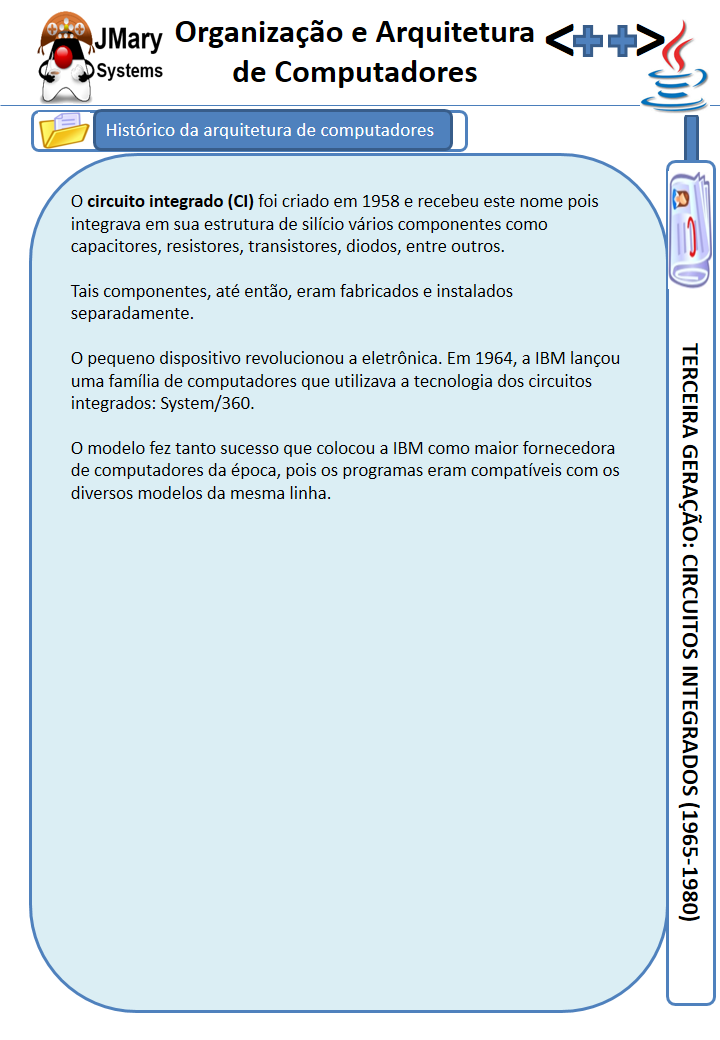 JMary
Systems
Organização e Arquitetura
de Computadores
<++>
Histórico da arquitetura de computadores
O circuito integrado (CI) foi criado em 1958 e recebeu este nome pois
integrava em sua estrutura de silício vários componentes como
capacitores, resistores, transistores, diodos, entre outros.
Tais componentes, até então, eram fabricados e instalados
separadamente.
O pequeno dispositivo revolucionou a eletrônica. Em 1964, a IBM lançou
uma família de computadores que utilizava a tecnologia dos circuitos
integrados: System/360.
O modelo fez tanto sucesso que colocou a IBM como maior fornecedora
de computadores da época, pois os programas eram compatíveis com os
diversos modelos da mesma linha.
TERCEIRA GERAÇÃO: CIRCUITOS INTEGRADOS (1965-1980)